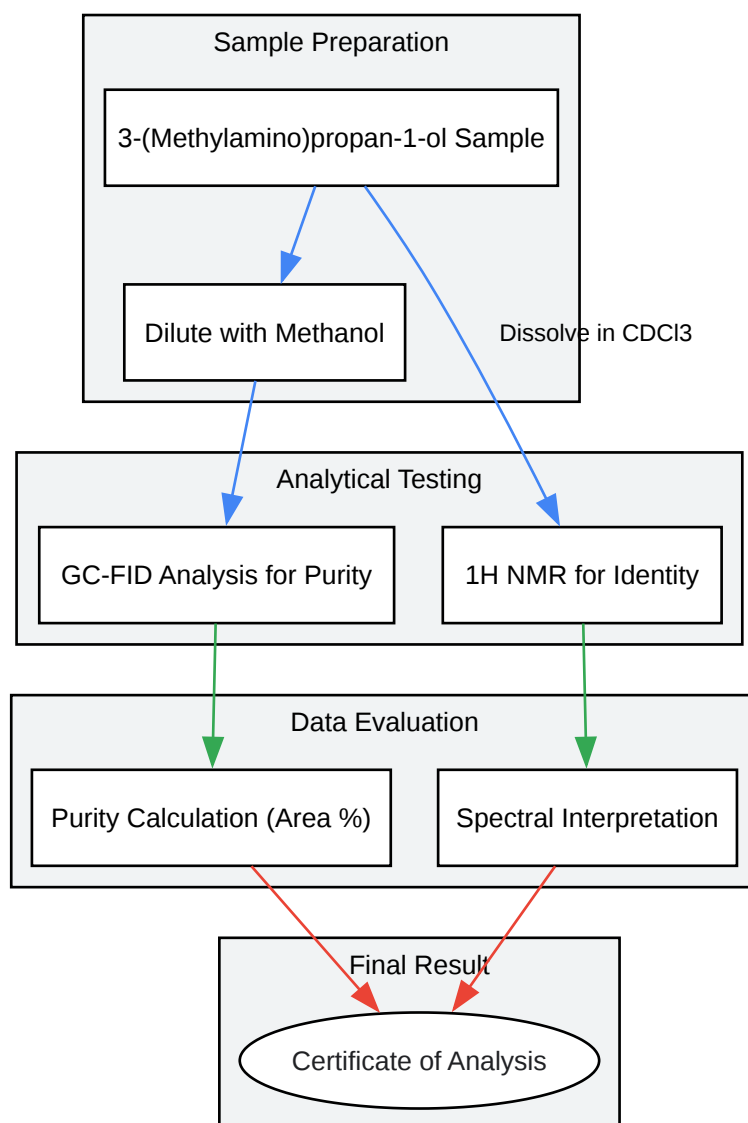 Sample Preparation
3-(Methylamino)propan-1-ol Sample
Dilute with Methanol
Dissolve in CDCl3
Analytical Testing
GC-FID Analysis for Purity
1H NMR for Identity
Data Evaluation
Purity Calculation (Area %)
Spectral Interpretation
Final Result
Certificate of Analysis